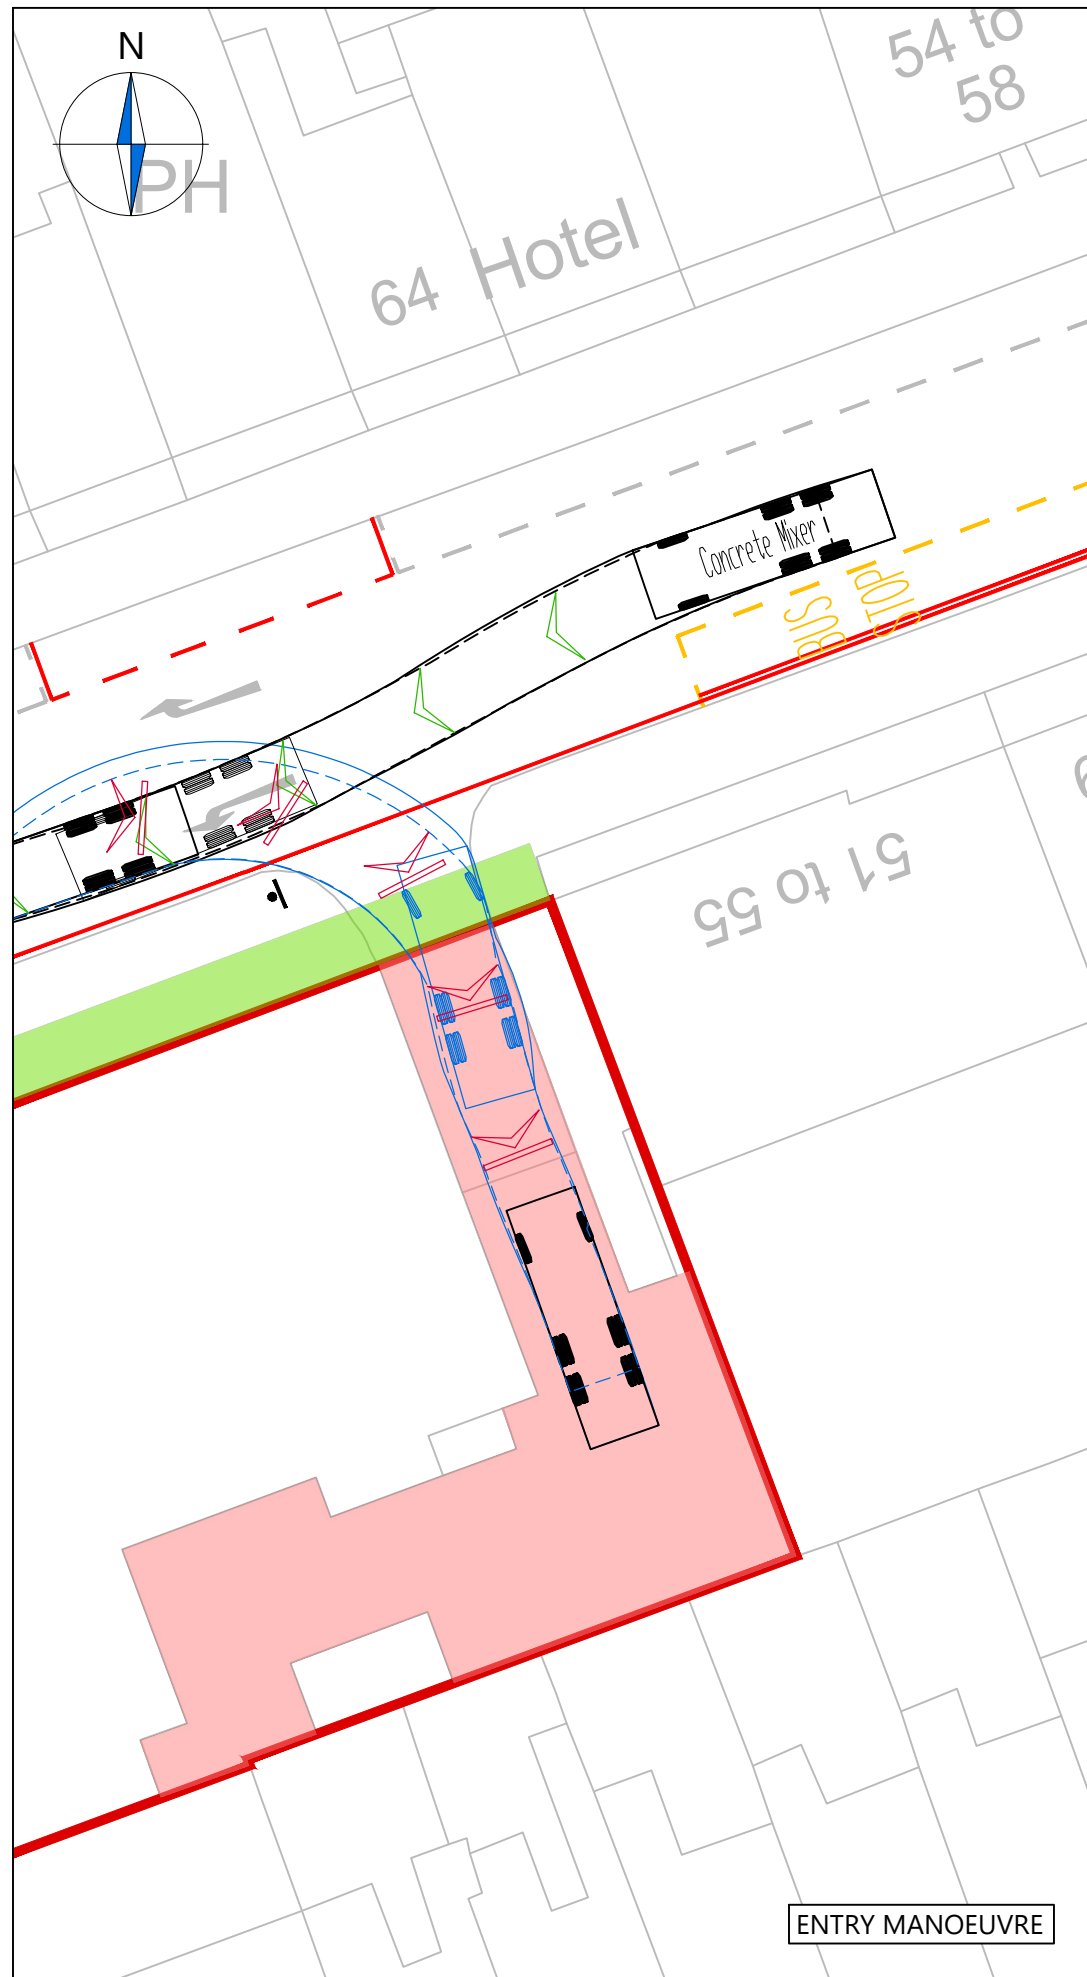 N
PH
54 to
58
64 Hotel
Concrete Mixer
BUS
STOP
51 to 55
ENTRY MANOEUVRE